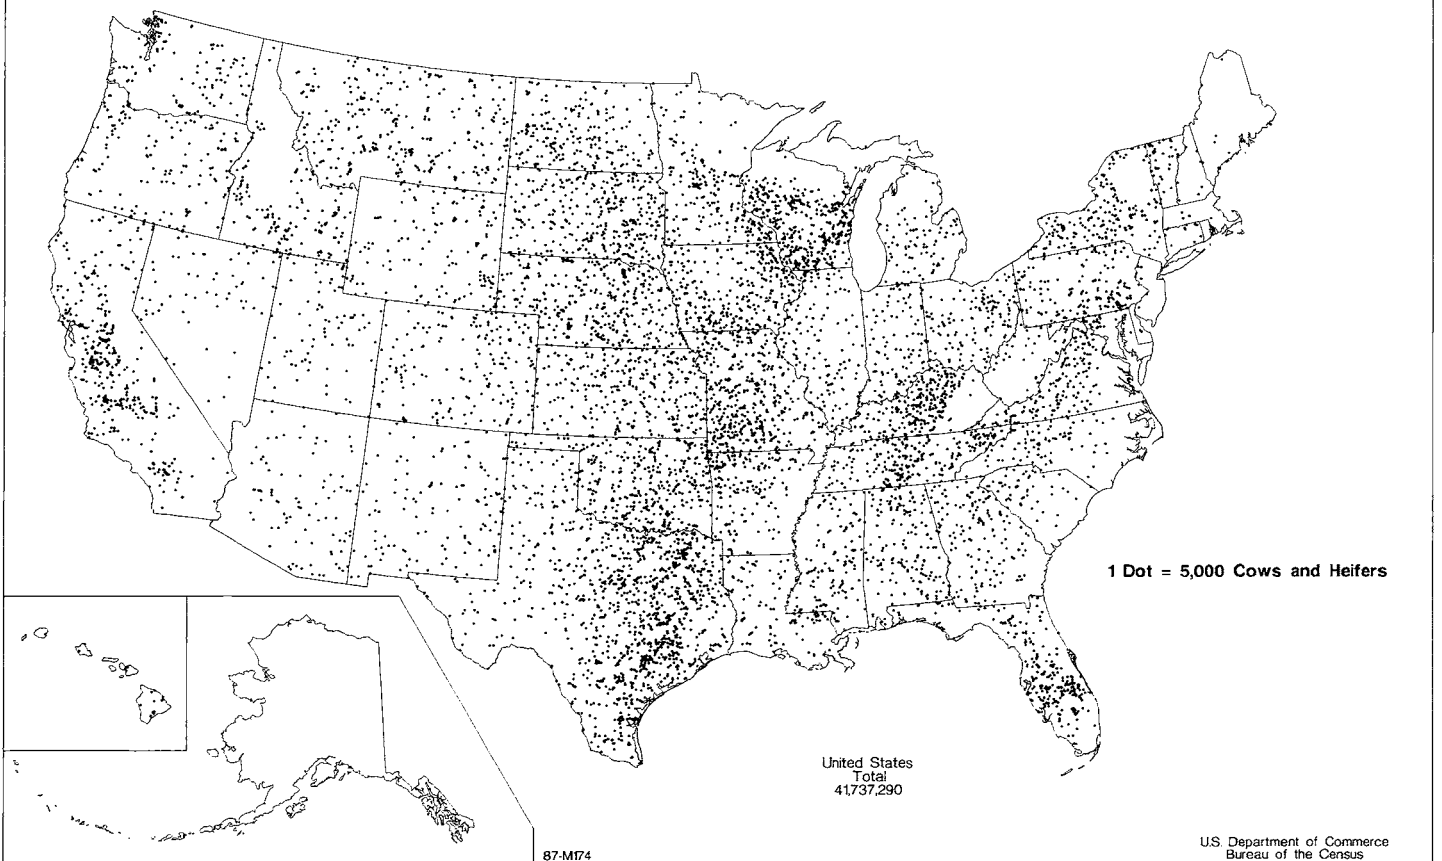 1 Dot = 5,000 Cows and Heifers
United States
Total
41,737,290
87-M174
U.S. Department of Commerce
Bureau of the Census